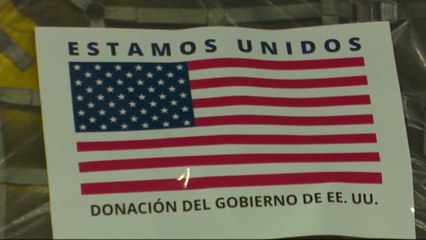 ESTAMOS UNIDOS
DONACIÓN DEL GOBIERNO DE EE. UU.